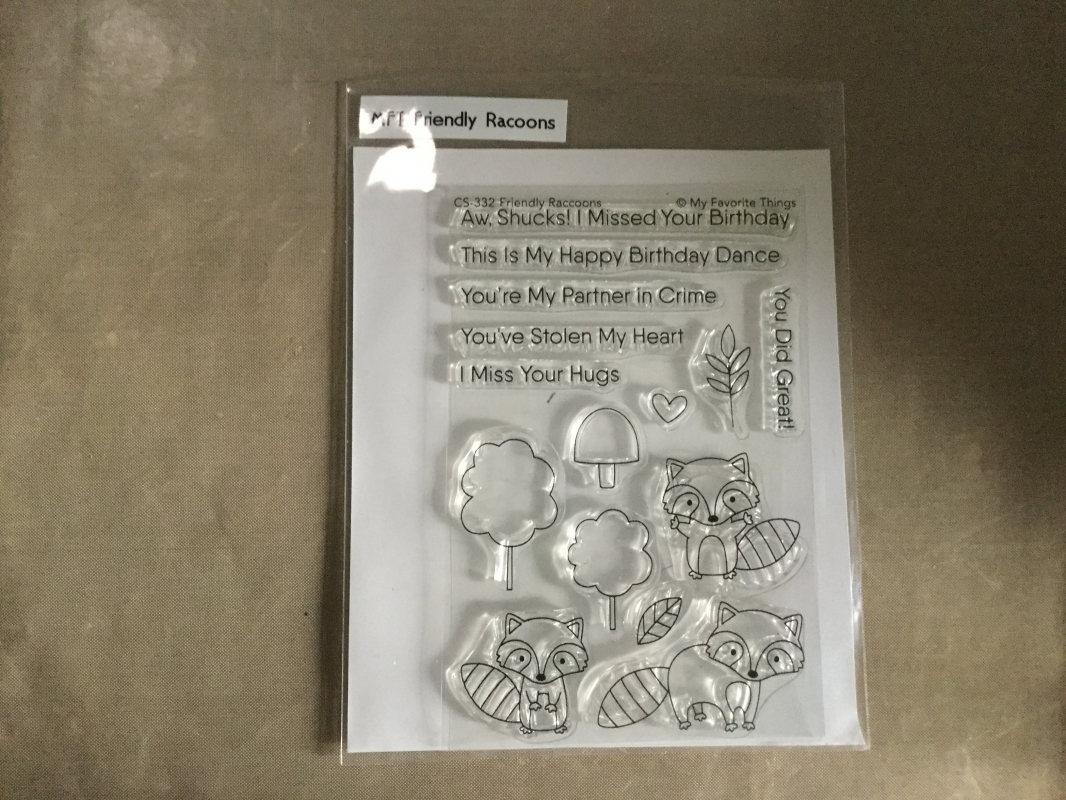 MFT Friendly Racoons
CS-332 Friendly Raccoons
© My Favorite Things
Aw, Shucks! I Missed Your Birthday
This Is My Happy Birthday Dance
You're My Partner in Crime
You've Stolen My Heart
I Miss Your Hugs
You Did Great!